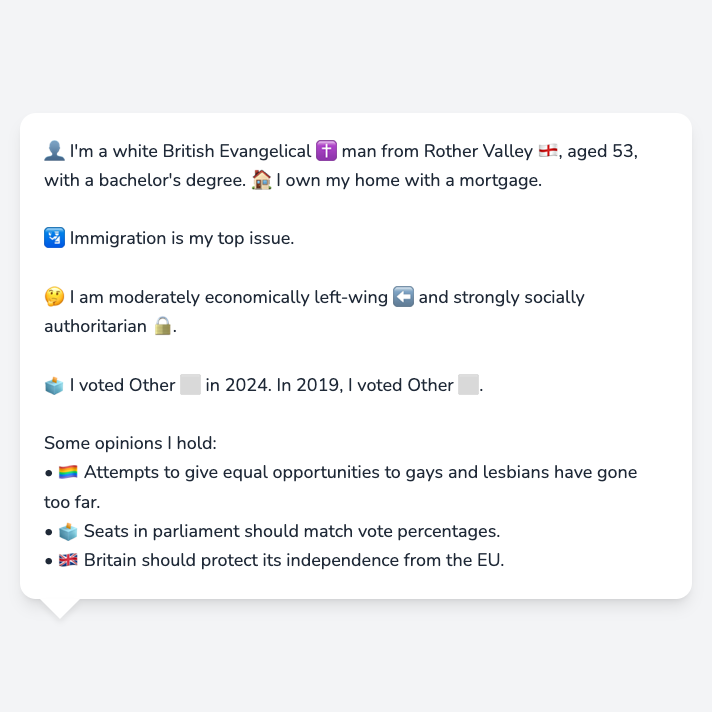 👤 I'm a white British Evangelical ✝️ man from Rother Valley 🏴󠁧󠁢󠁥󠁮󠁧󠁿, aged 53,
with a bachelor's degree. 🏠 I own my home with a mortgage.
🛂 Immigration is my top issue.
🤔 I am moderately economically left-wing ⬅️ and strongly socially
authoritarian 🔒.
🗳️ I voted Other ⬜ in 2024. In 2019, I voted Other ⬜.
Some opinions I hold:
• 🏳️‍🌈 Attempts to give equal opportunities to gays and lesbians have gone
too far.
• 🗳️ Seats in parliament should match vote percentages.
• 🇬🇧 Britain should protect its independence from the EU.